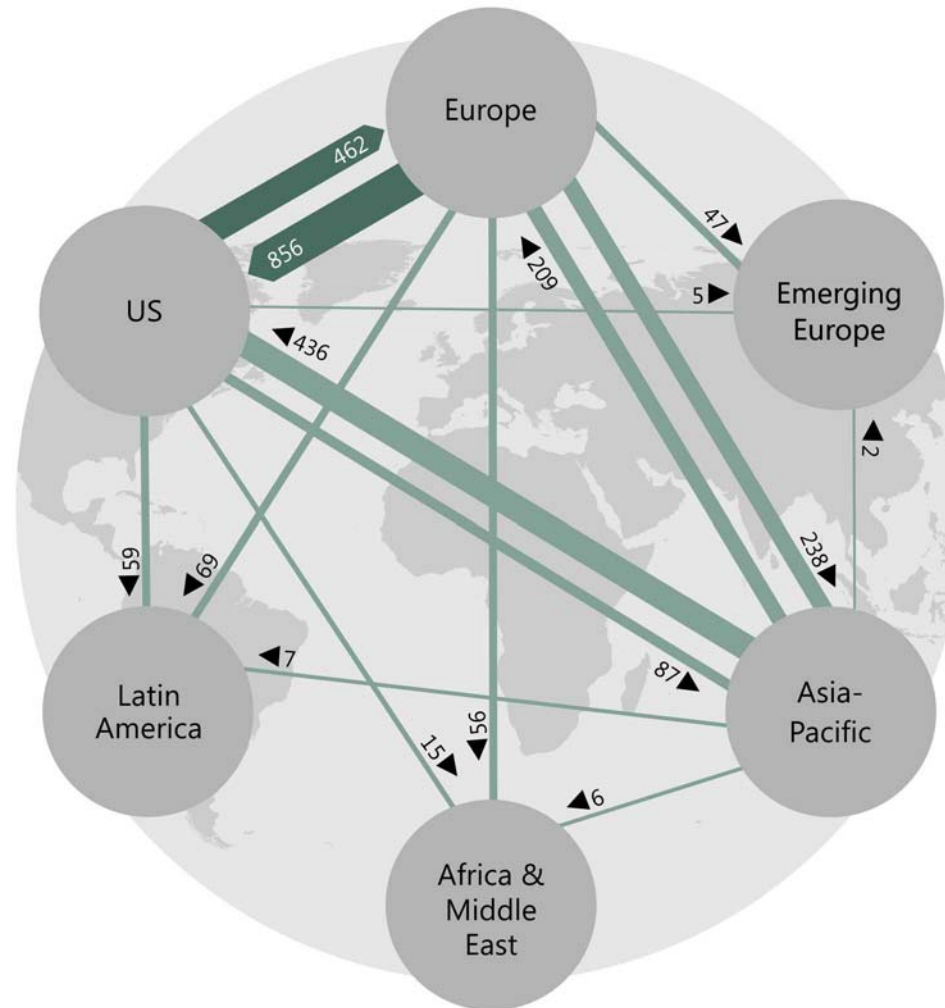 Europe
462
856
47
209
US
5
Emerging
Europe
436
2
59
69
238
7
87
Latin
America
15
56
Asia-
Pacific
6
Africa &
Middle
East